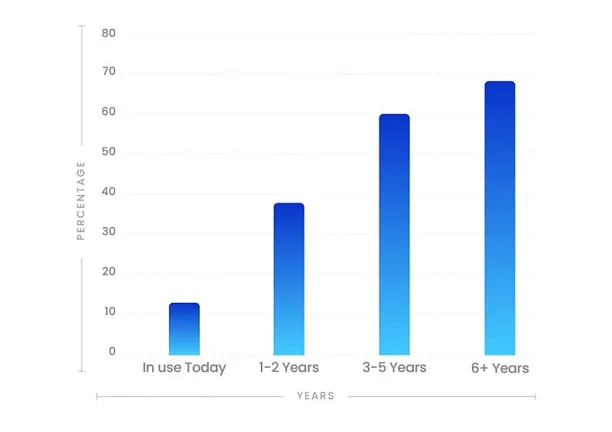 80
70
60
50
40
30
20
10
0
PERCENTAGE
In use Today
1-2 Years
3-5 Years
6+ Years
YEARS